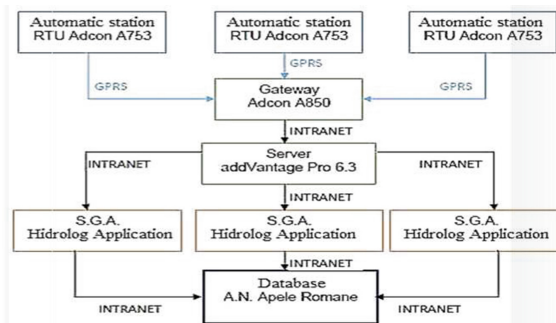 Automatic station
RTU Adcon A753
Automatic station
RTU Adcon A753
Automatic station
RTU Adcon A753
GPRS
GPRS
GPRS
Gateway
Adcon A850
INTRANET
Server
addVantage Pro 6.3
INTRANET
INTRANET
INTRANET
S.G.A.
Hidrolog Application
S.G.A.
Hidrolog Application
S.G.A.
Hidrolog Application
INTRANET
Database
A.N. Apele Romane
INTRANET
INTRANET